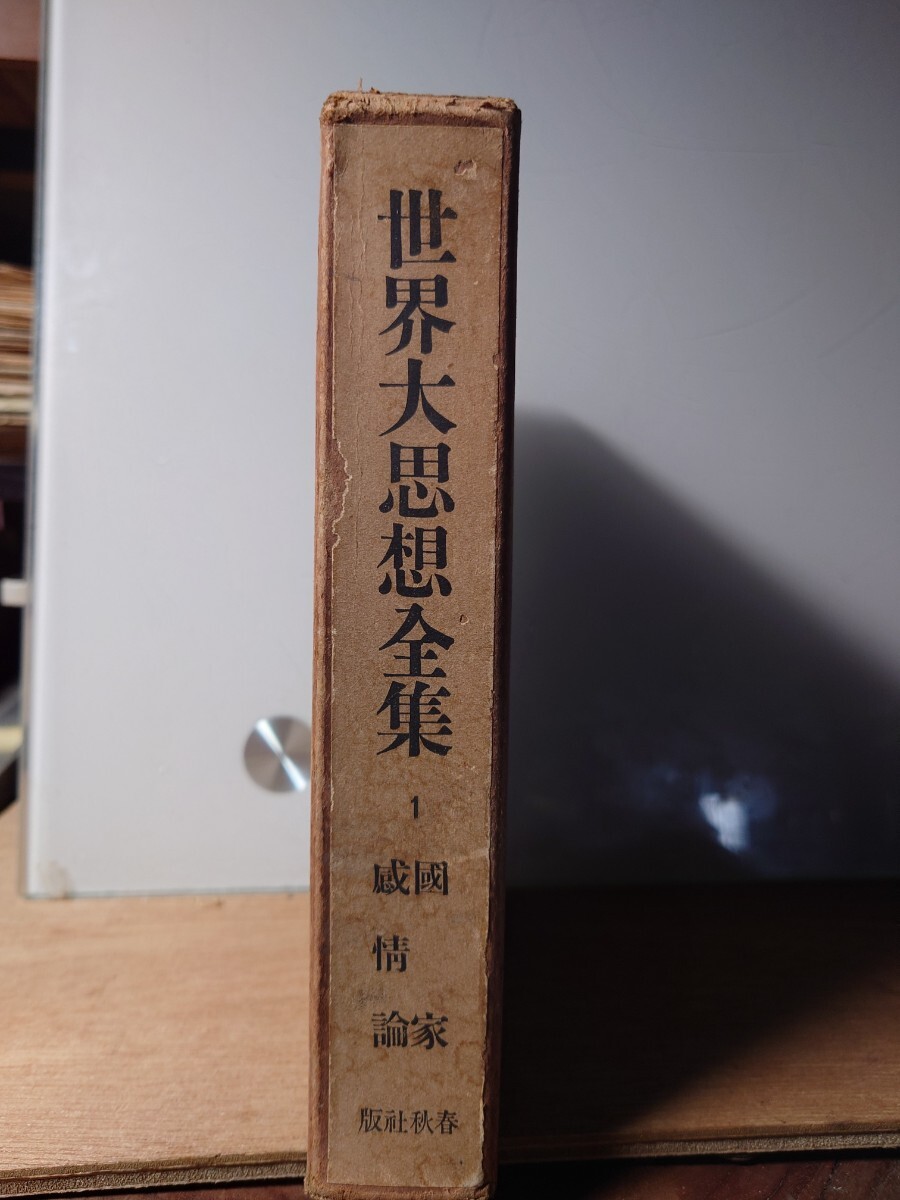 世界大思想全集
1
國家
感情論
春秋社版